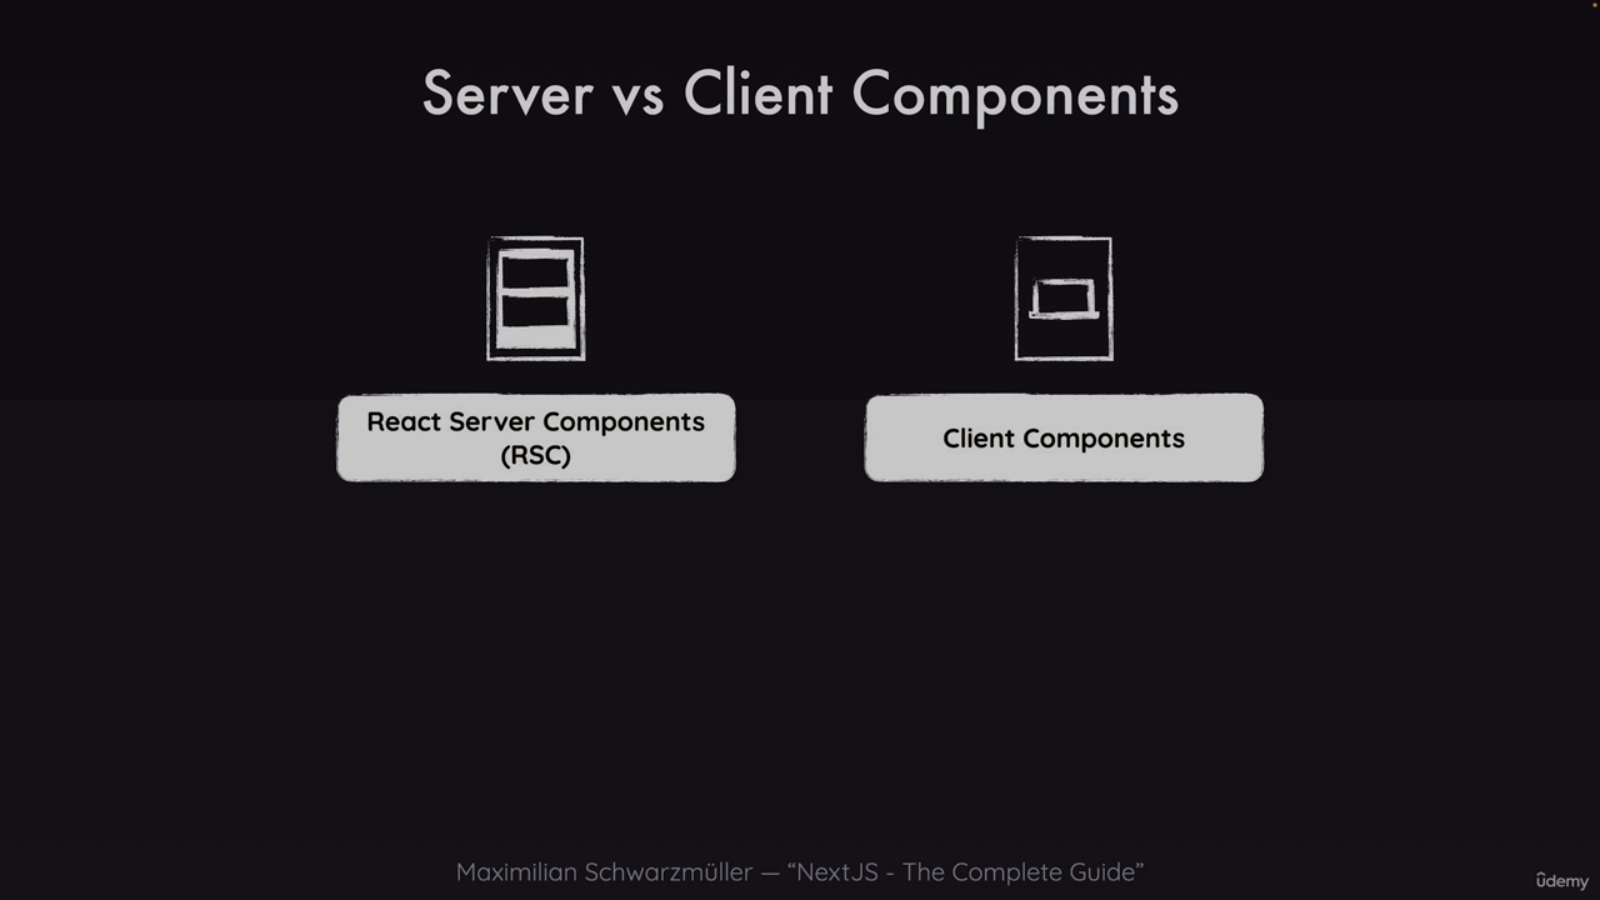 Server vs Client Components
React Server Components
(RSC)
Client Components
Maximilian Schwarzmüller — “NextJS - The Complete Guide”
ûdemy